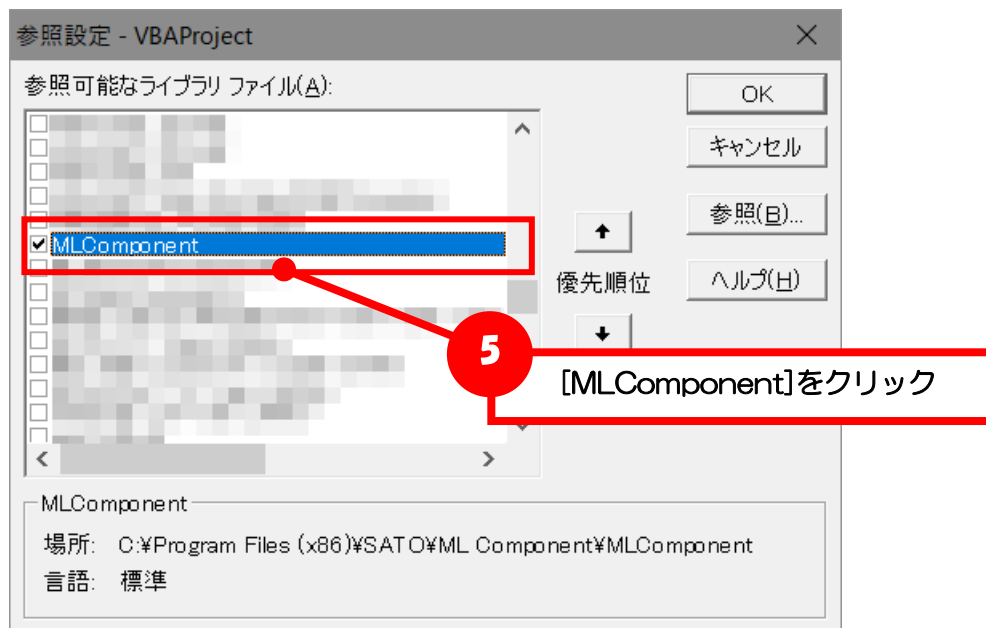 参照設定 - VBAProject
参照可能なライブラリ ファイル(A):
OK
キャンセル
参照(B)...
MLComponent
優先順位
ヘルプ(H)
5
[MLComponent]をクリック
MLComponent
場所: C:¥Program Files (x86)¥SATO¥ML Component¥MLComponent
言語: 標準